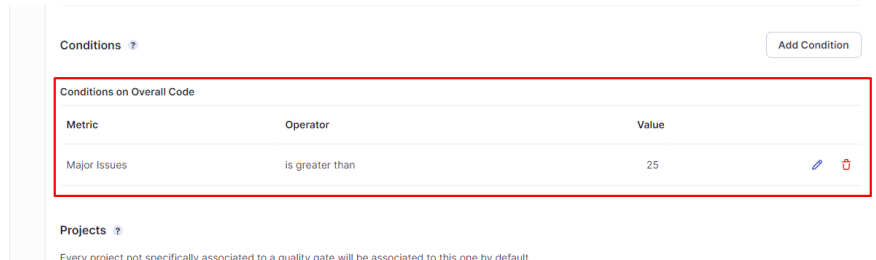 Conditions ?
Add Condition
Conditions on Overall Code
Metric Operator Value
Major Issues is greater than 25
Projects ?
Every project not specifically associated to a quality gate will be associated to this one by default.